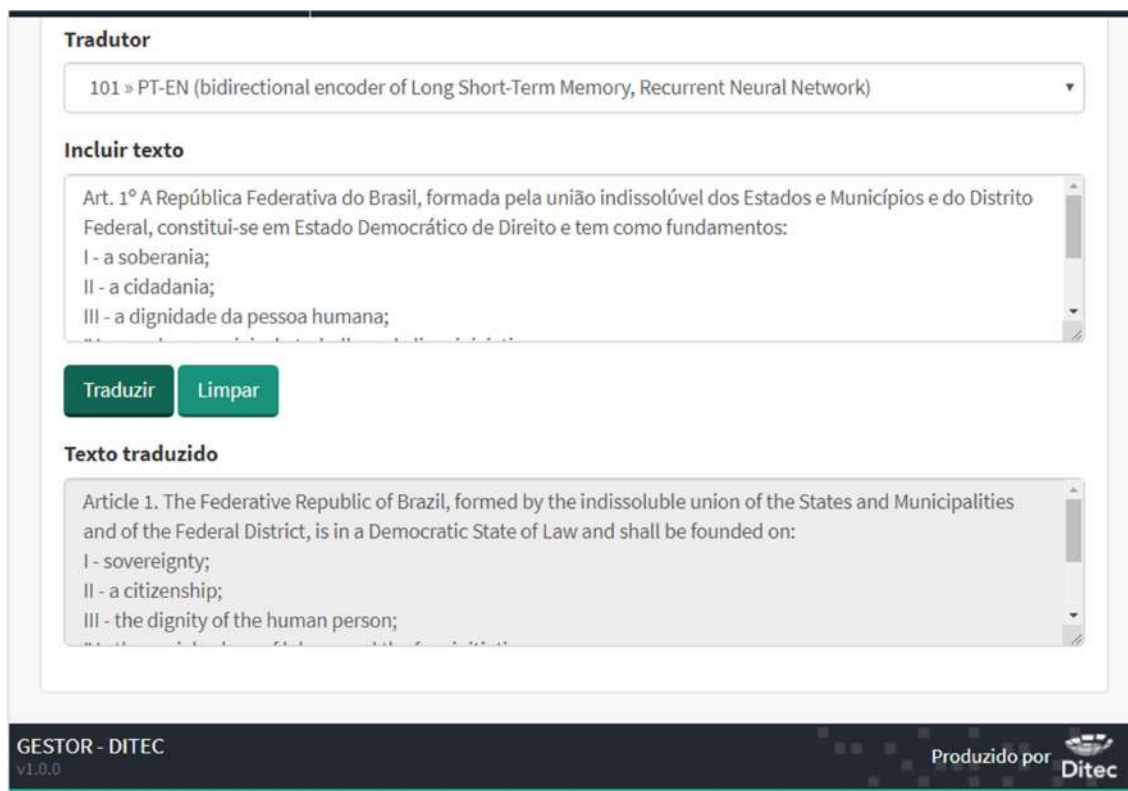 Tradutor
101 » PT-EN (bidirectional encoder of Long Short-Term Memory, Recurrent Neural Network)
Incluir texto
Art. 1º A República Federativa do Brasil, formada pela união indissolúvel dos Estados e Municípios e do Distrito
Federal, constitui-se em Estado Democrático de Direito e tem como fundamentos:
I - a soberania;
II - a cidadania;
III - a dignidade da pessoa humana;
Traduzir Limpar
Texto traduzido
Article 1. The Federative Republic of Brazil, formed by the indissoluble union of the States and Municipalities
and of the Federal District, is in a Democratic State of Law and shall be founded on:
I - sovereignty;
II - a citizenship;
III - the dignity of the human person;
GESTOR - DITEC
v1.0.0
Produzido por
Ditec